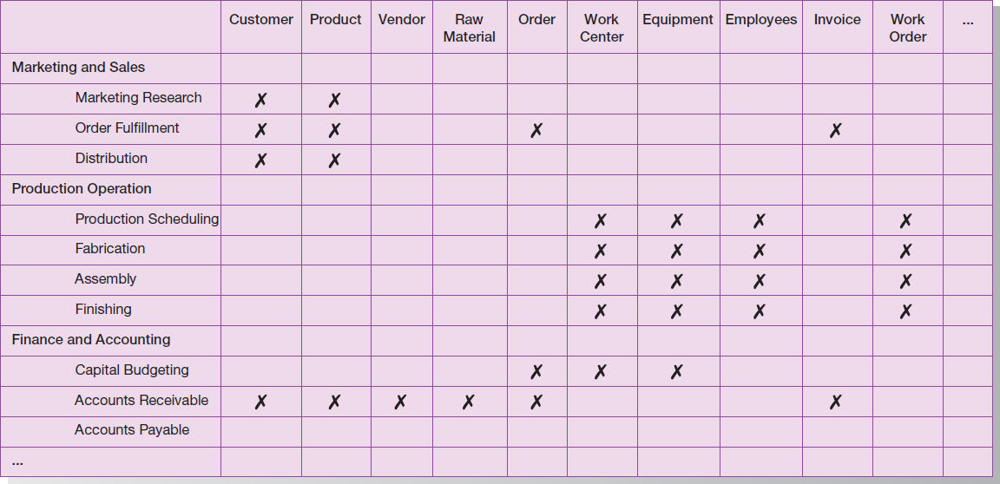 Customer Product Vendor Raw Material Order Work Center Equipment Employees Invoice Work Order ...
Marketing and Sales
Marketing Research ✗ ✗
Order Fulfillment ✗ ✗ ✗ ✗
Distribution ✗ ✗
Production Operation
Production Scheduling ✗ ✗ ✗ ✗
Fabrication ✗ ✗ ✗ ✗
Assembly ✗ ✗ ✗ ✗
Finishing ✗ ✗ ✗ ✗
Finance and Accounting
Capital Budgeting ✗ ✗ ✗
Accounts Receivable ✗ ✗ ✗ ✗ ✗ ✗
Accounts Payable
...